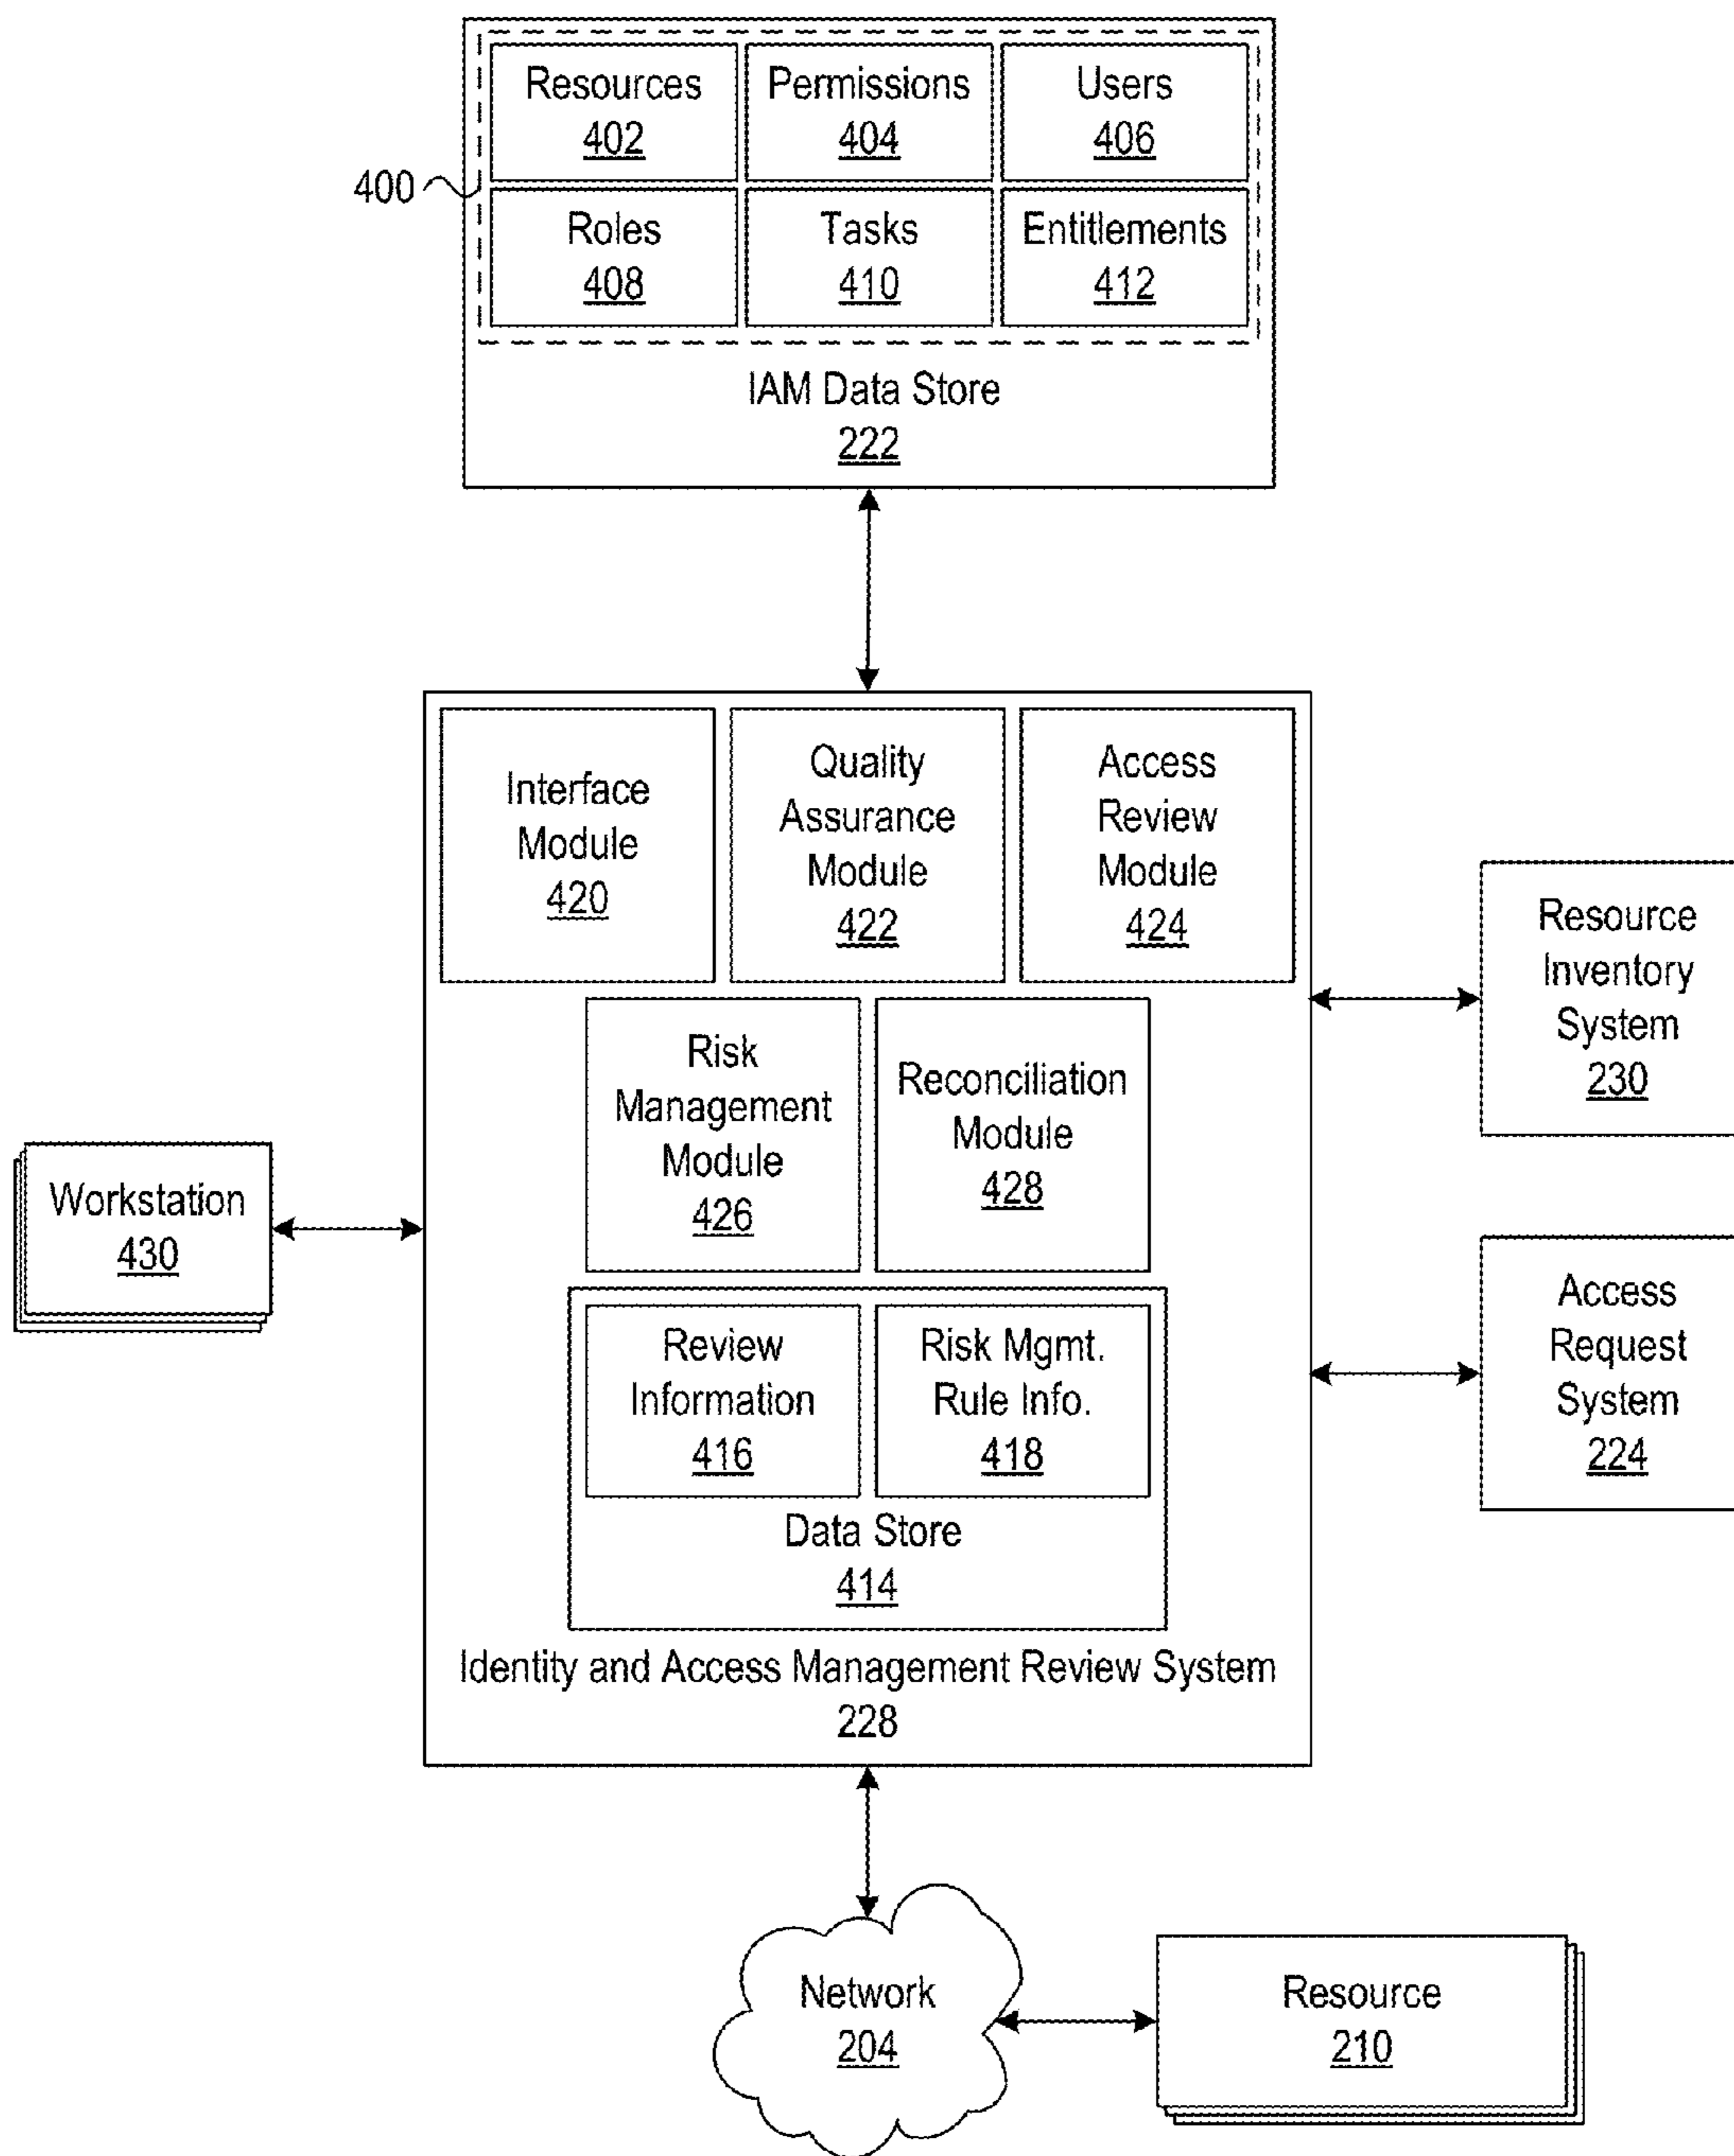 Resources
402
Permissions
404
Users
406
400
Roles
408
Tasks
410
Entitlements
412
IAM Data Store
222
Interface
Module
420
Quality
Assurance
Module
422
Access
Review
Module
424
Resource
Inventory
System
230
Risk
Management
Module
426
Reconciliation
Module
428
Workstation
430
Access
Request
System
224
Review
Information
416
Risk Mgmt.
Rule Info.
418
Data Store
414
Identity and Access Management Review System
228
Network
204
Resource
210